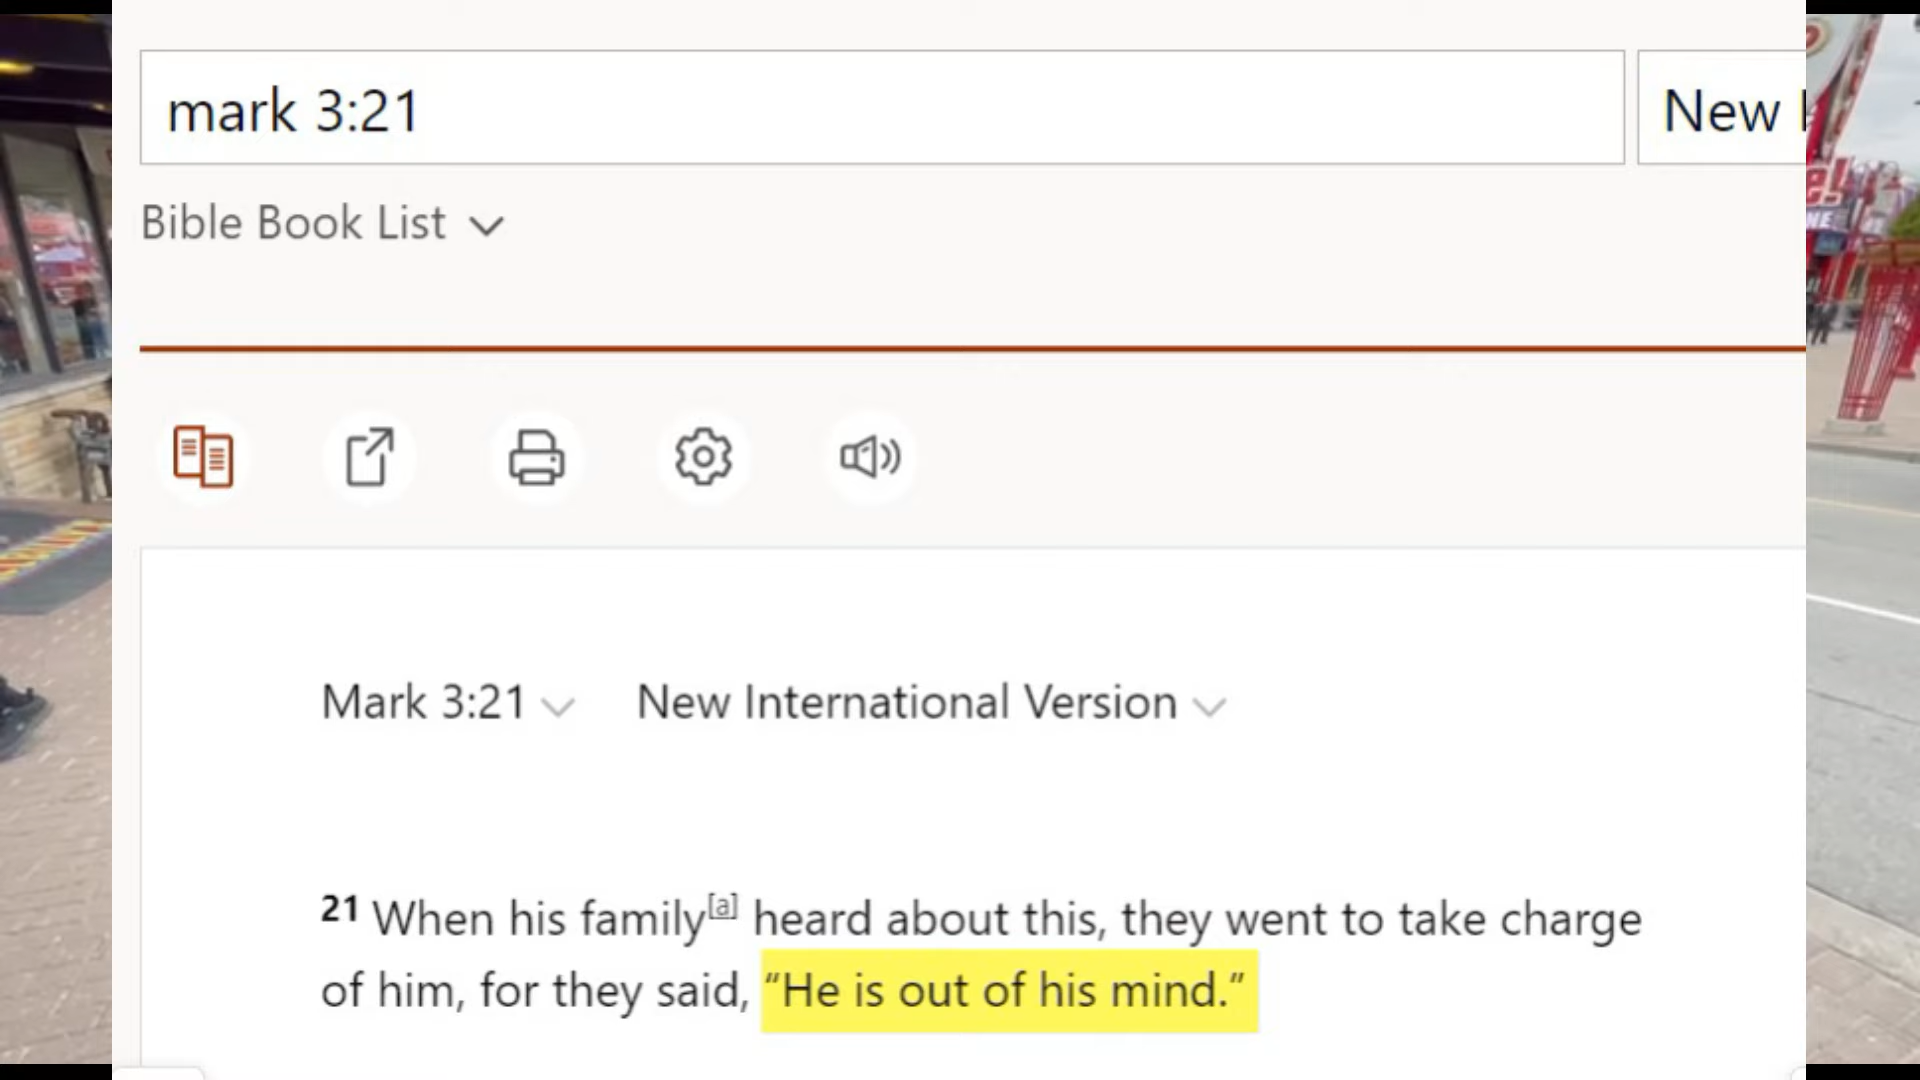 mark 3:21
New
Bible Book List
Mark 3:21 New International Version
21 When his family[a] heard about this, they went to take charge
of him, for they said, “He is out of his mind.”